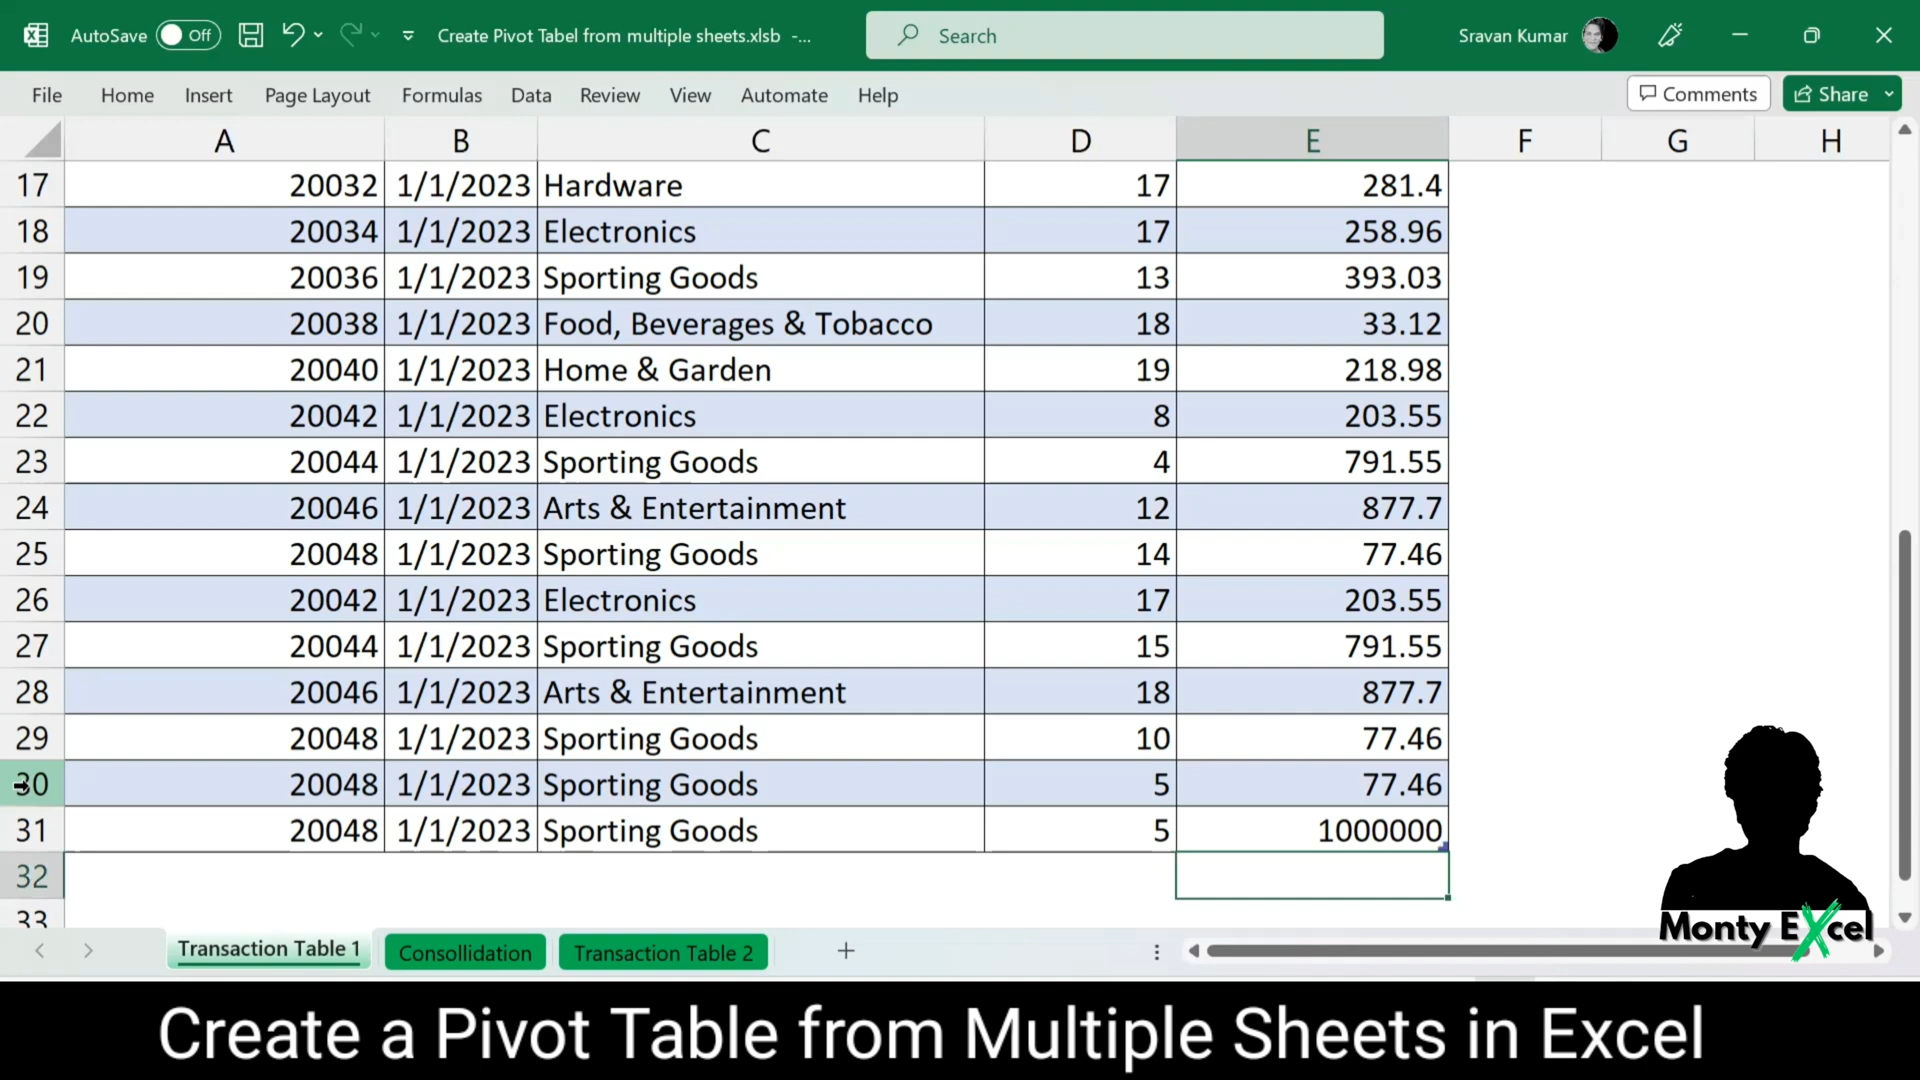 AutoSave Off Create Pivot Tabel from multiple sheets.xlsb -... Search Sravan Kumar
File Home Insert Page Layout Formulas Data Review View Automate Help Comments Share
A B C D E F G H
17 20032 1/1/2023 Hardware 17 281.4
18 20034 1/1/2023 Electronics 17 258.96
19 20036 1/1/2023 Sporting Goods 13 393.03
20 20038 1/1/2023 Food, Beverages & Tobacco 18 33.12
21 20040 1/1/2023 Home & Garden 19 218.98
22 20042 1/1/2023 Electronics 8 203.55
23 20044 1/1/2023 Sporting Goods 4 791.55
24 20046 1/1/2023 Arts & Entertainment 12 877.7
25 20048 1/1/2023 Sporting Goods 14 77.46
26 20042 1/1/2023 Electronics 17 203.55
27 20044 1/1/2023 Sporting Goods 15 791.55
28 20046 1/1/2023 Arts & Entertainment 18 877.7
29 20048 1/1/2023 Sporting Goods 10 77.46
30 20048 1/1/2023 Sporting Goods 5 77.46
31 20048 1/1/2023 Sporting Goods 5 1000000
32
33
Monty Excel
Transaction Table 1 Consollidation Transaction Table 2
Create a Pivot Table from Multiple Sheets in Excel